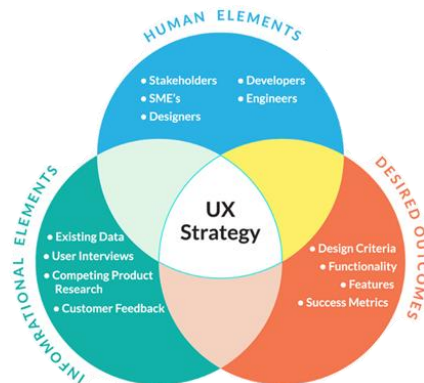 HUMAN ELEMENTS
• Stakeholders
• SME's
• Designers
• Developers
• Engineers
UX
Strategy
INFOMRATIONAL ELEMENTS
• Existing Data
• User Interviews
• Competing Product
Research
• Customer Feedback
DESIRED OUTCOMES
• Design Criteria
• Functionality
• Features
• Success Metrics